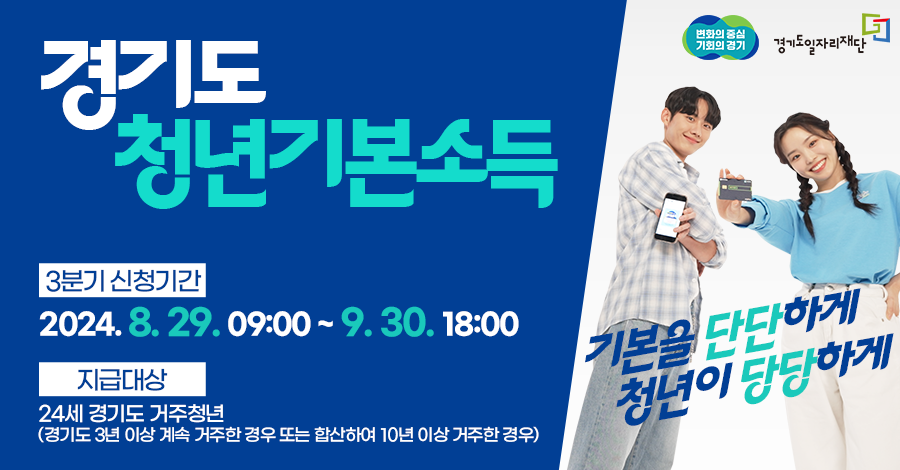 변화의 중심
기회의 경기
경기도일자리재단
경기도
청년기본소득
3분기 신청기간
2024. 8. 29. 09:00 ~ 9. 30. 18:00
지급대상
24세 경기도 거주청년
(경기도 3년 이상 계속 거주한 경우 또는 합산하여 10년 이상 거주한 경우)
기본을 단단하게
청년이 당당하게